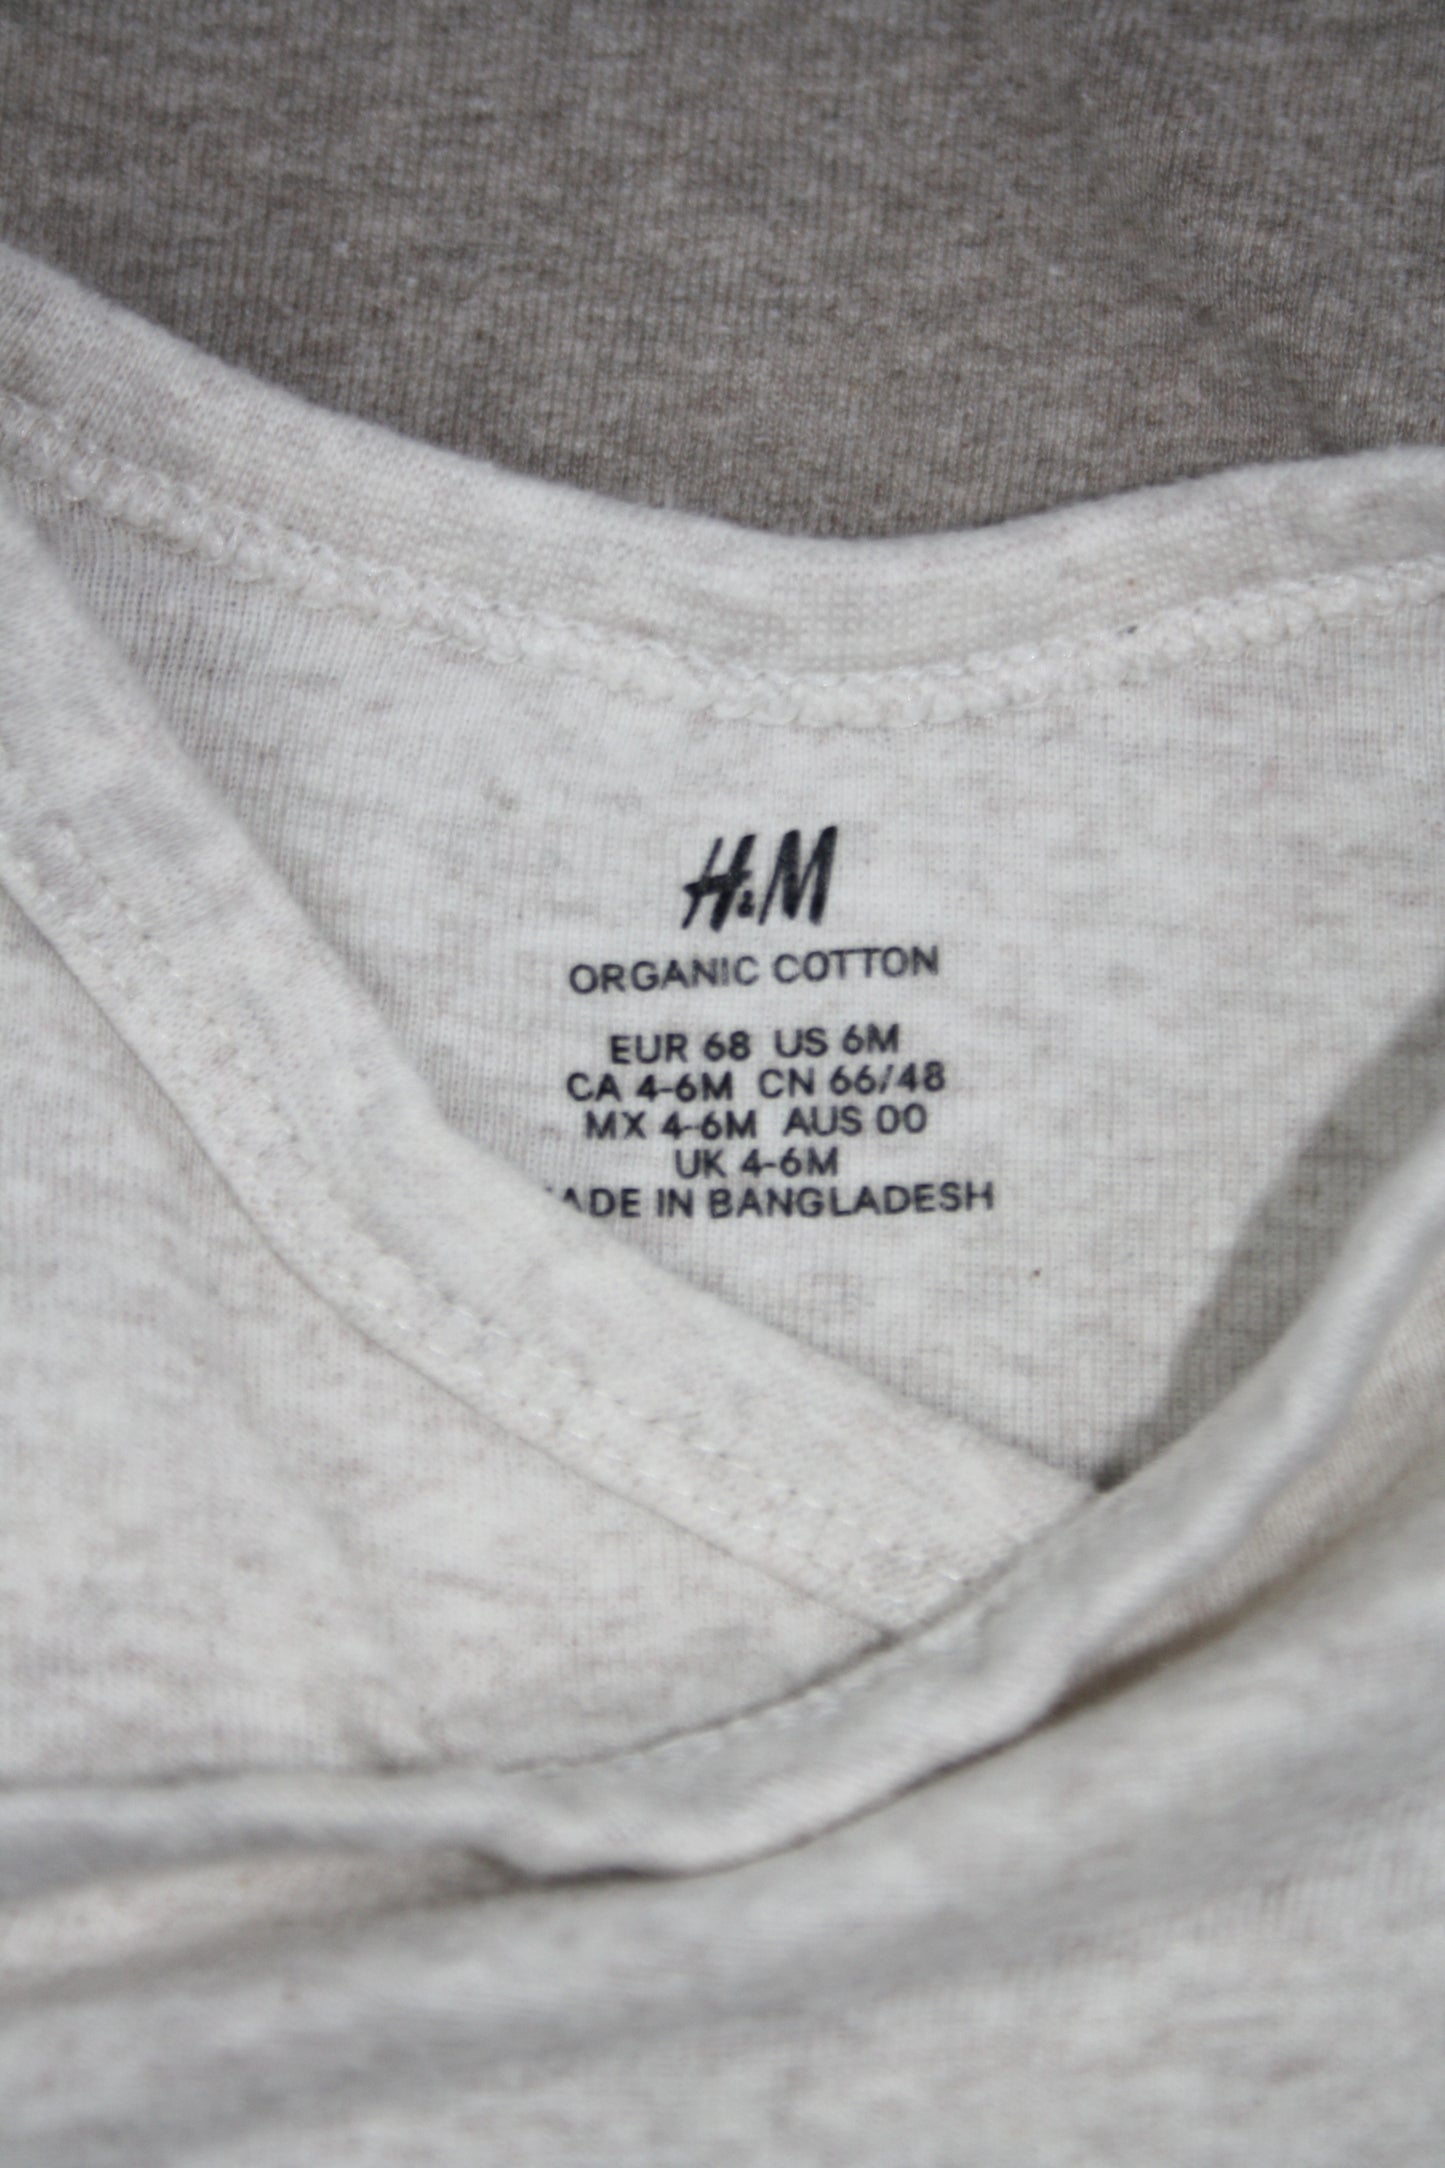 H&M
ORGANIC COTTON
EUR 68 US 6M
CA 4-6M CN 66/48
MX 4-6M AUS 00
UK 4-6M
ADE IN BANGLADESH